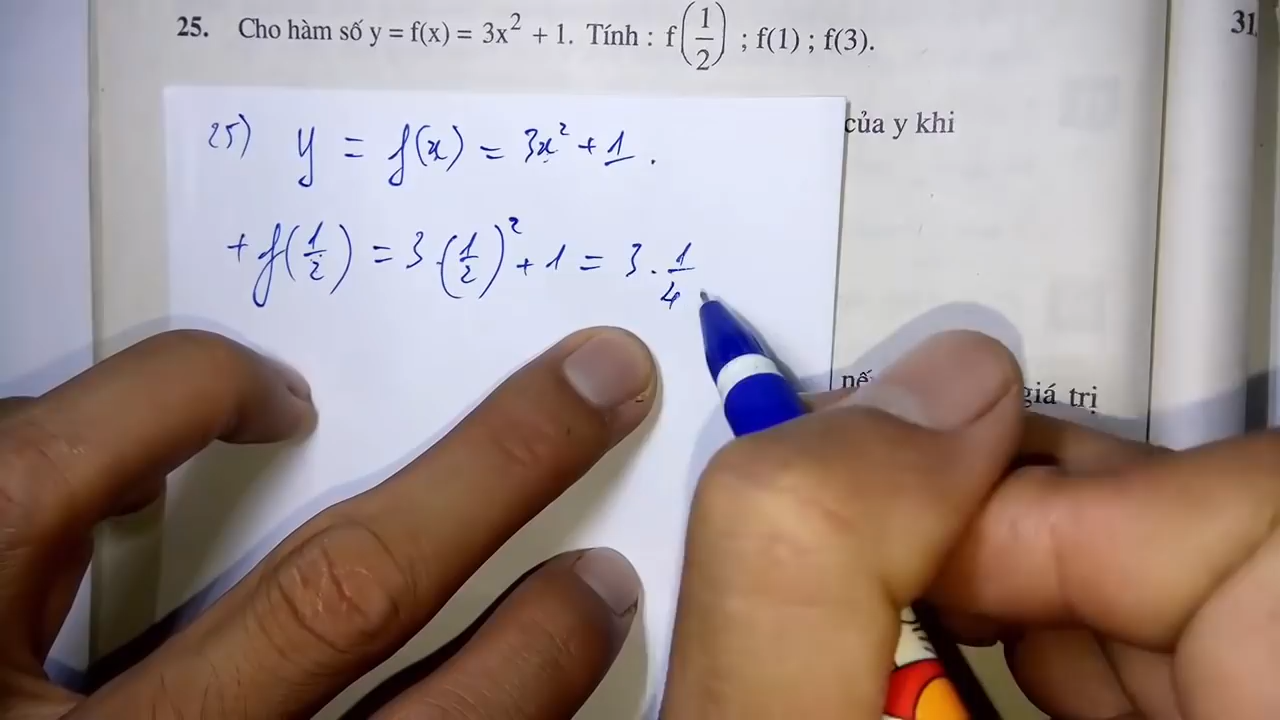 25. Cho hàm số y = f(x) = 3x² + 1. Tính : f(1/2) ; f(1) ; f(3).
31
của y khi
25) y = f(x) = 3x² + 1 .
+ f(1/2) = 3 (1/2)² + 1 = 3 . 1/4
giá trị